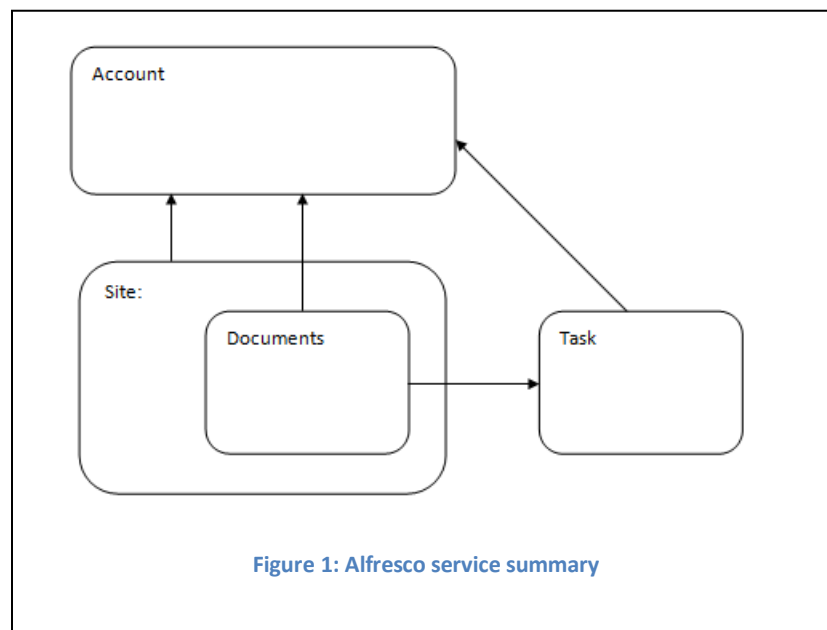 Account
Site:
Documents
Task
Figure 1: Alfresco service summary